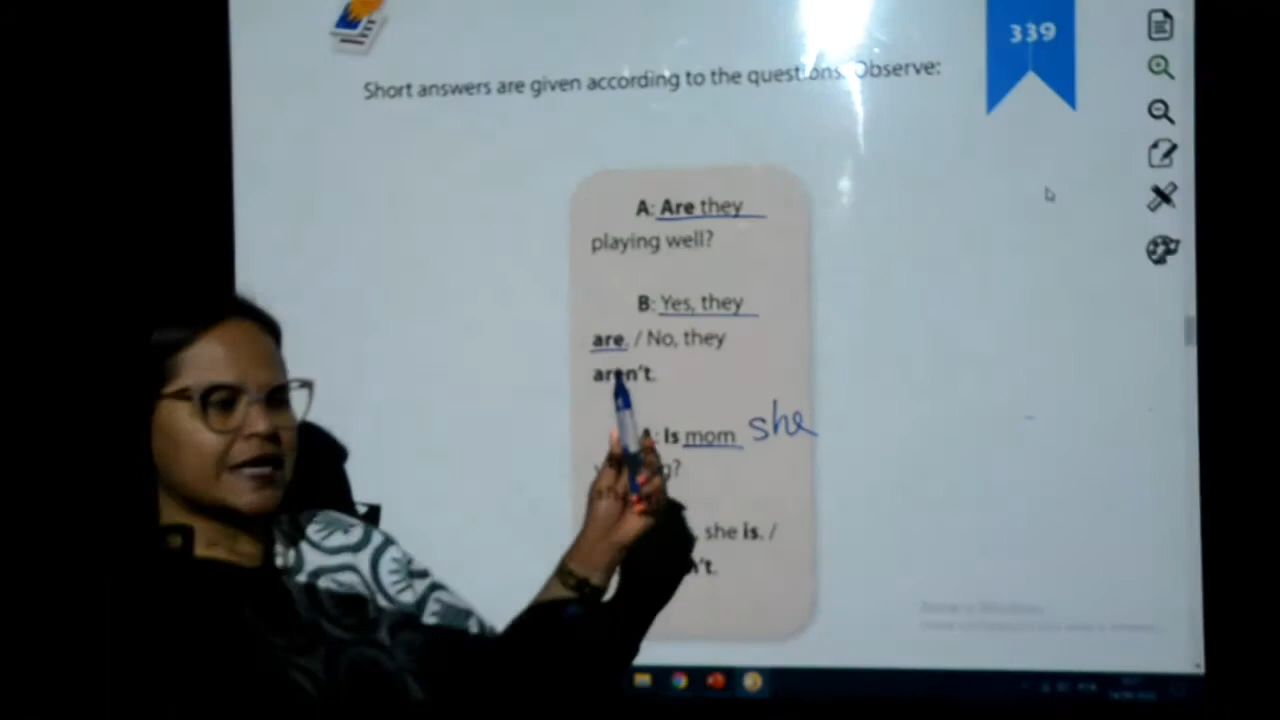 339
Short answers are given according to the questions. Observe:
A: Are they
playing well?
B: Yes, they
are. / No, they
aren't.
A: Is mom she
she is. /